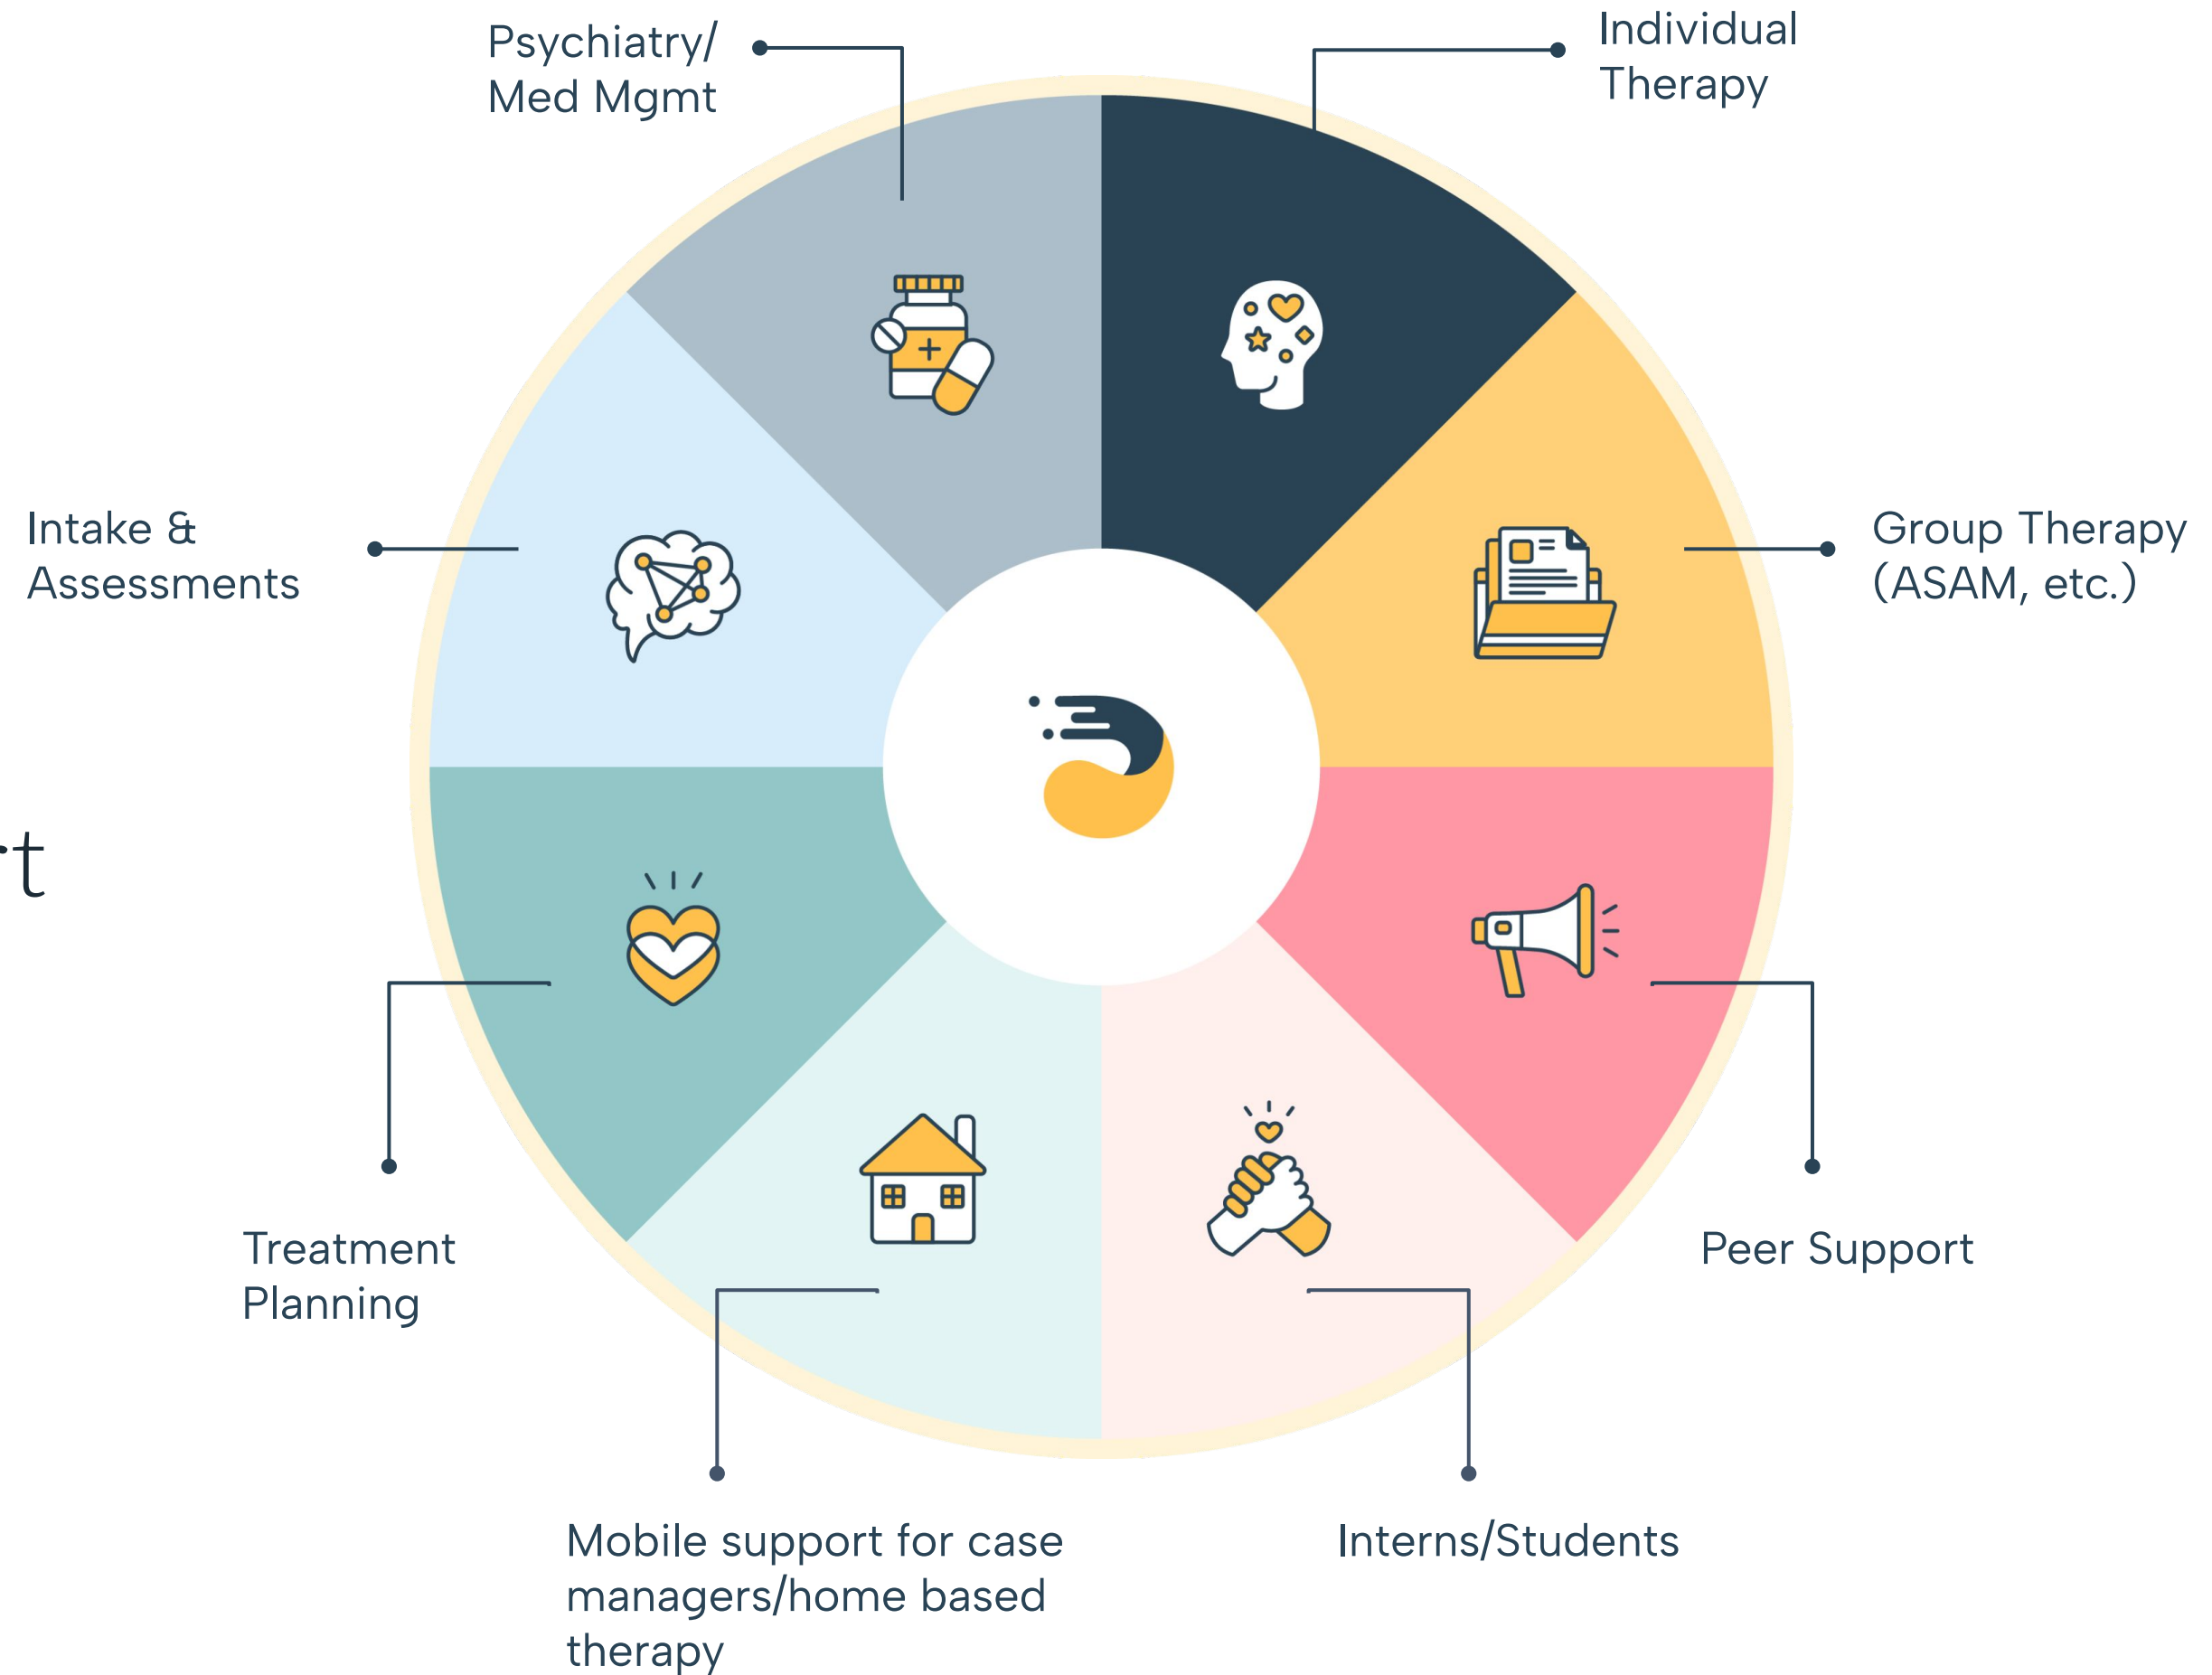 Psychiatry/
Med Mgmt
Individual
Therapy
Intake &
Assessments
Group Therapy
(ASAM, etc.)
rt
Treatment
Planning
Peer Support
Mobile support for case
managers/home based
therapy
Interns/Students